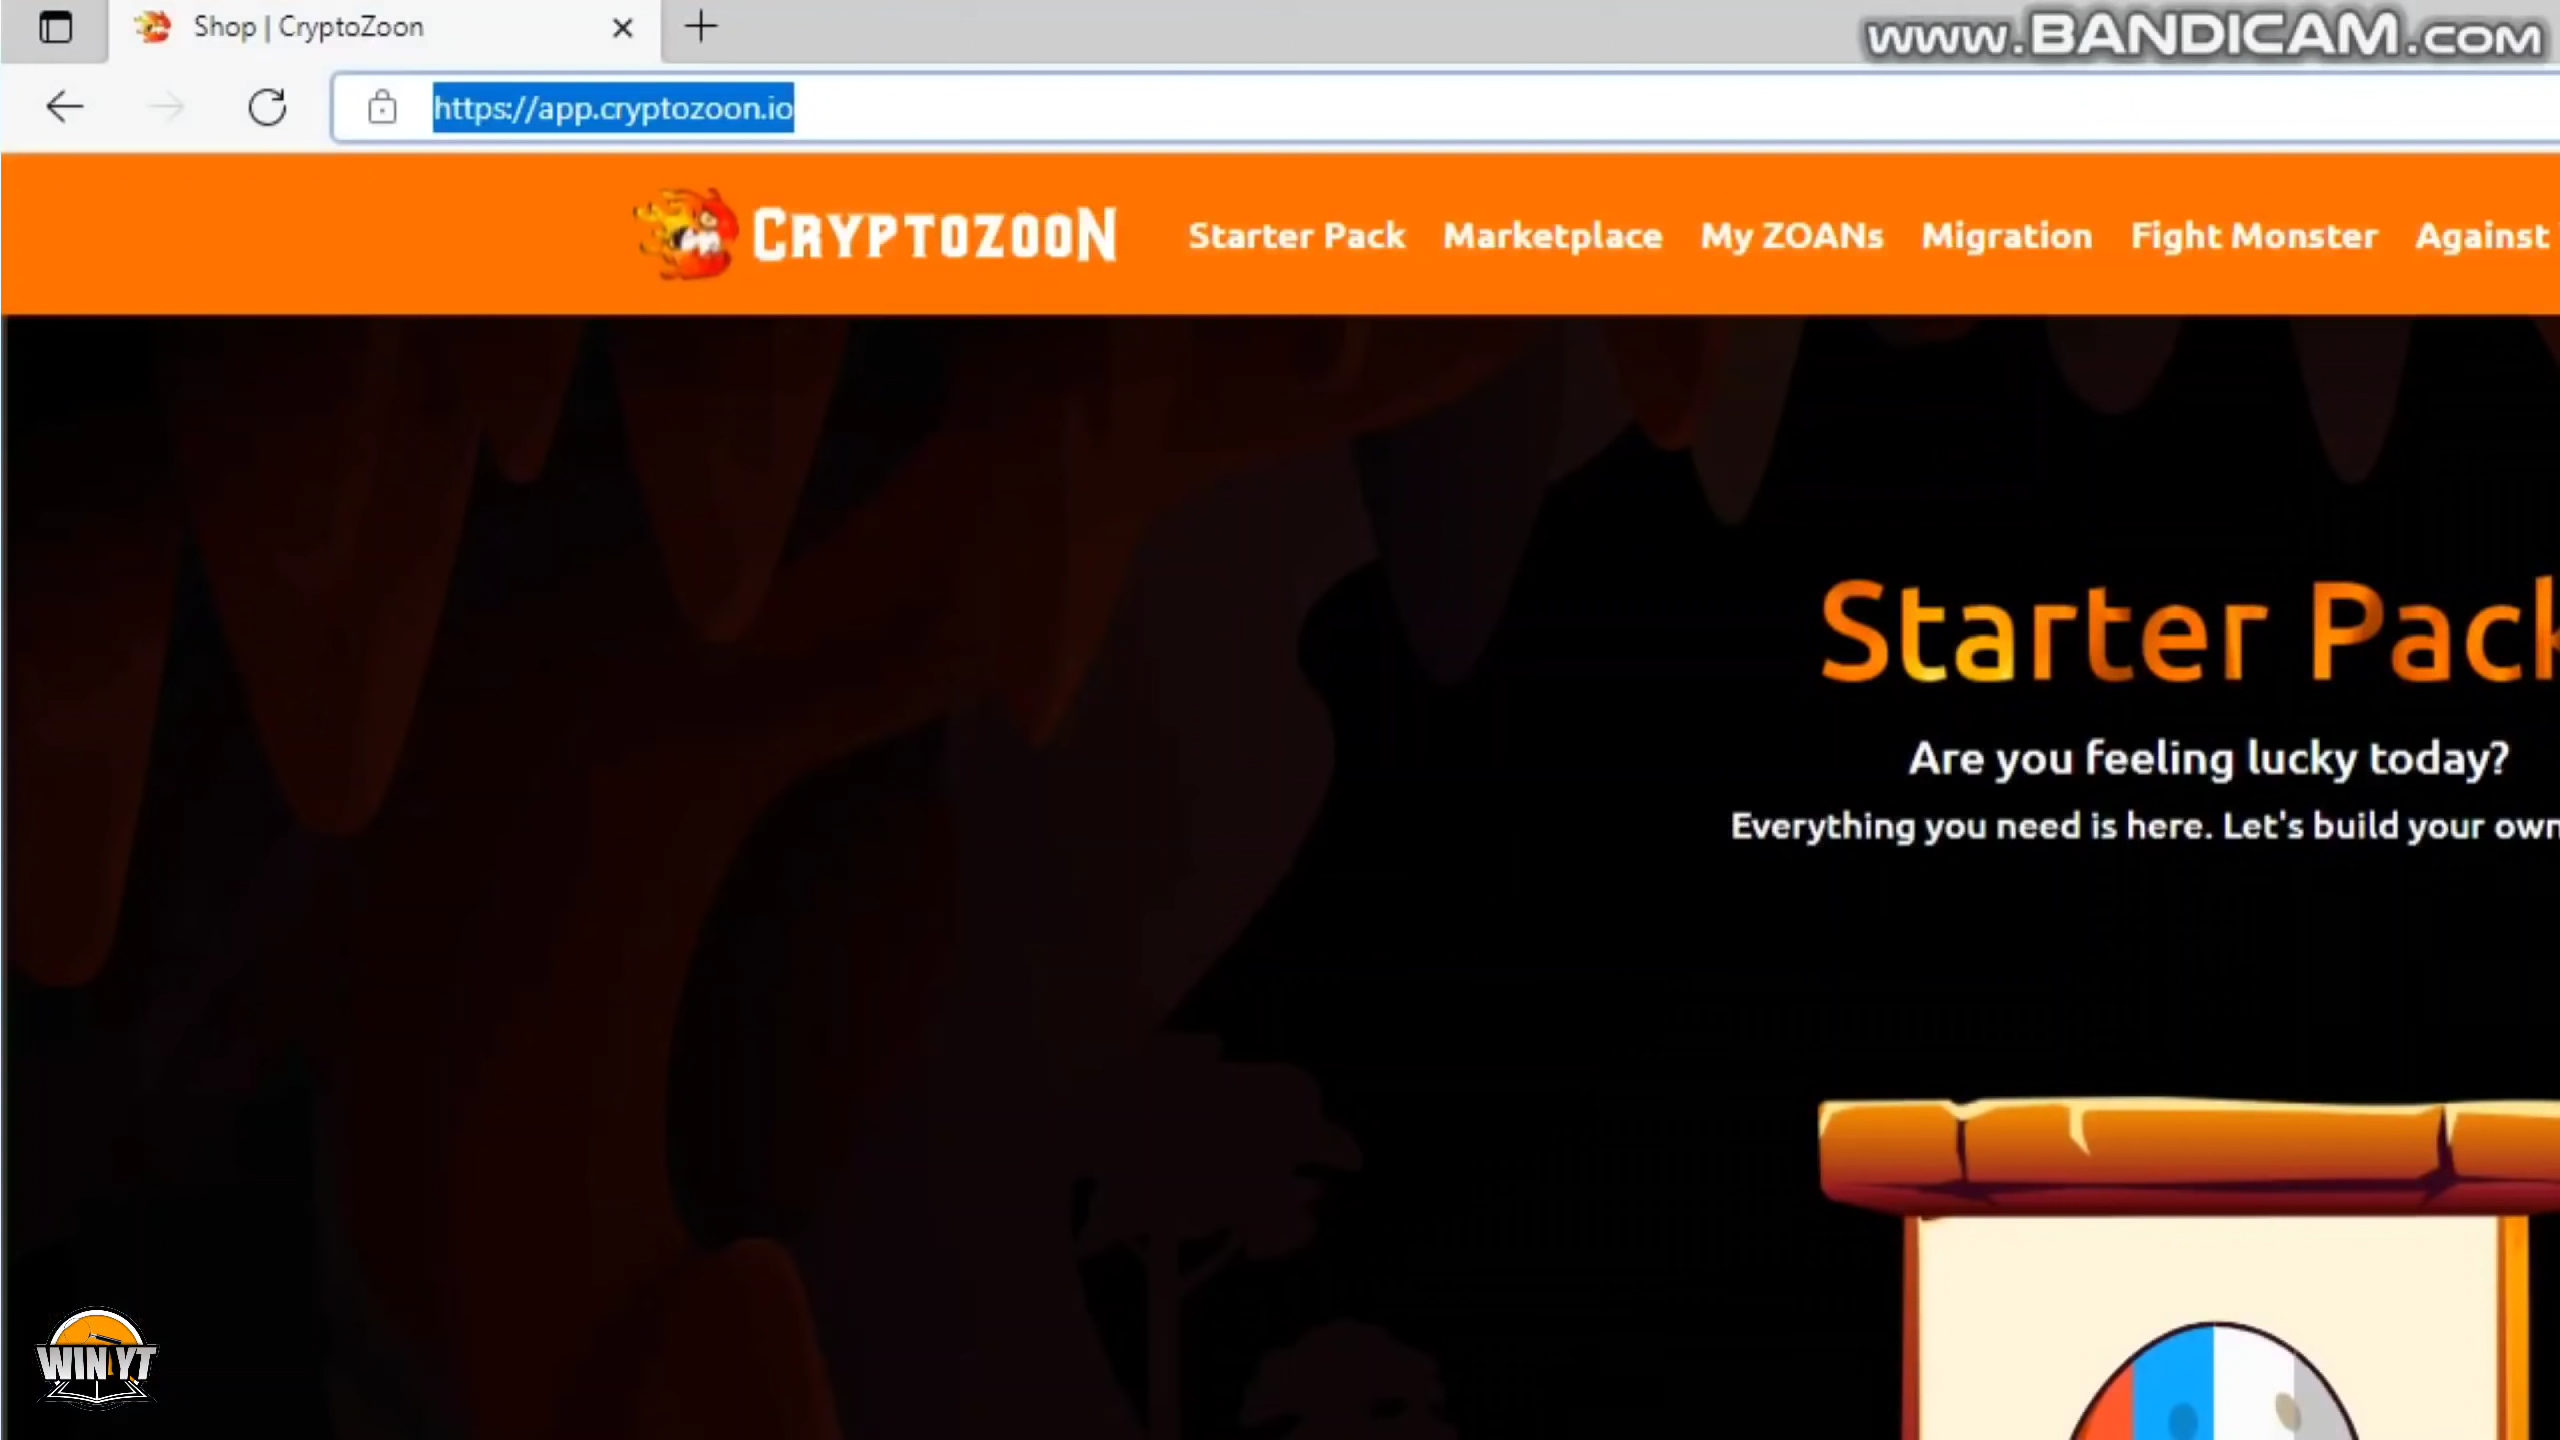 Shop | CryptoZoon
www.BANDICAM.com
https://app.cryptozoon.io
CRYPTOZOON
Starter Pack Marketplace My ZOANs Migration Fight Monster Against
Starter Pack
Are you feeling lucky today?
Everything you need is here. Let's build your own
WIN YT